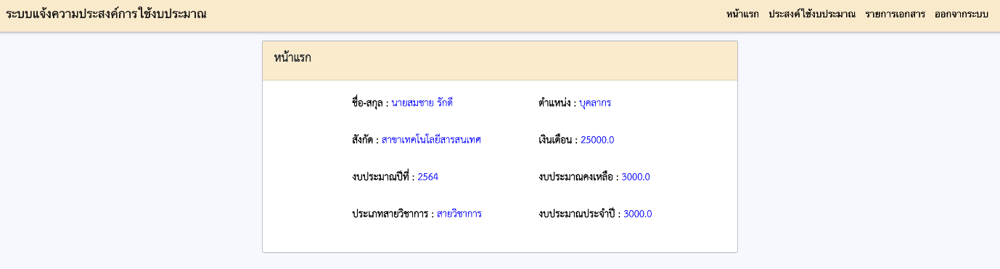 ระบบแจ้งความประสงค์การใช้งบประมาณ
หน้าแรก ประสงค์ใช้งบประมาณ รายการเอกสาร ออกจากระบบ
หน้าแรก
ชื่อ-สกุล : นายสมชาย รักดี ตำแหน่ง : บุคลากร
สังกัด : สาขาเทคโนโลยีสารสนเทศ เงินเดือน : 25000.0
งบประมาณปีที่ : 2564 งบประมาณคงเหลือ : 3000.0
ประเภทสายวิชาการ : สายวิชาการ งบประมาณประจำปี : 3000.0